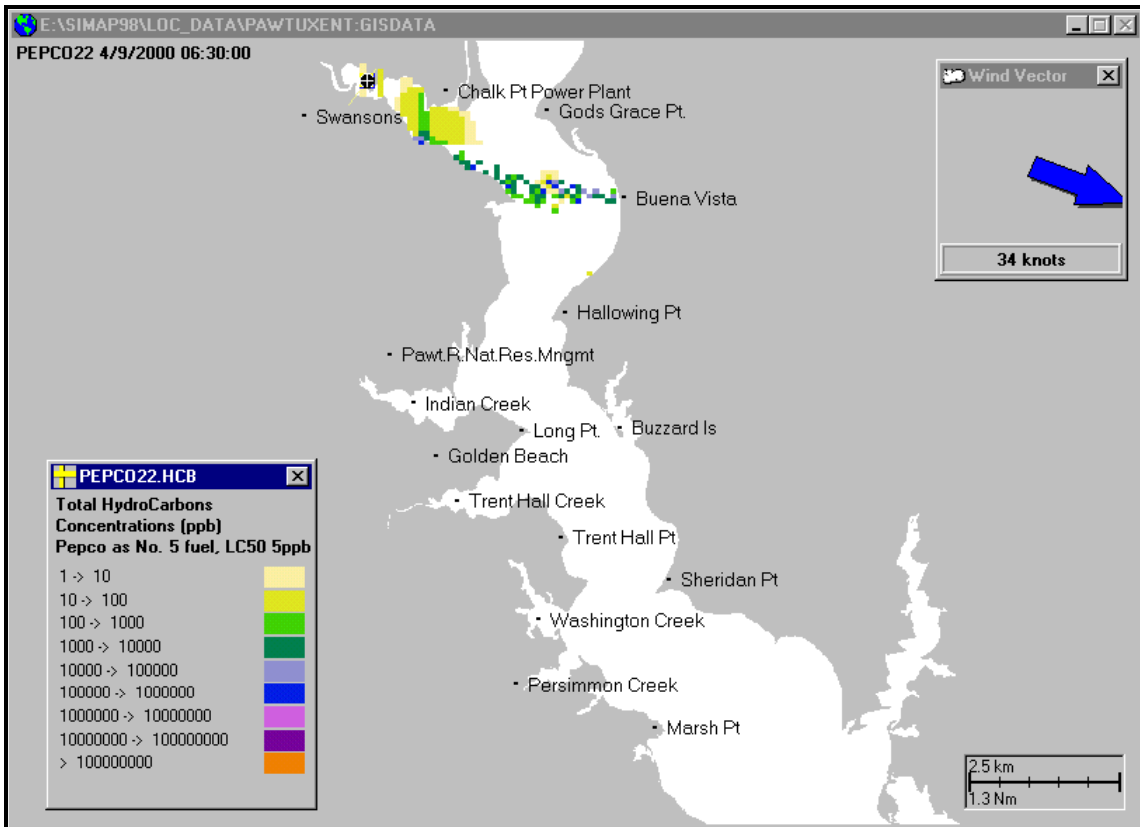 E:\SIMAP98\LOC_DATA\PAWTUXENT:GISDATA
PEPCO22 4/9/2000 06:30:00
Wind Vector
34 knots
Chalk Pt Power Plant
Gods Grace Pt.
Swansons
Buena Vista
Hallowing Pt
Pawt.R.Nat.Res.Mngmt
Indian Creek
Long Pt.
Buzzard Is
Golden Beach
Trent Hall Creek
Trent Hall Pt
Sheridan Pt
Washington Creek
Persimmon Creek
Marsh Pt
PEPCO22.HCB
Total HydroCarbons
Concentrations (ppb)
Pepco as No. 5 fuel, LC50 5ppb
1 -> 10
10 -> 100
100 -> 1000
1000 -> 10000
10000 -> 100000
100000 -> 1000000
1000000 -> 10000000
10000000 -> 100000000
> 100000000
2.5 km
1.3 Nm